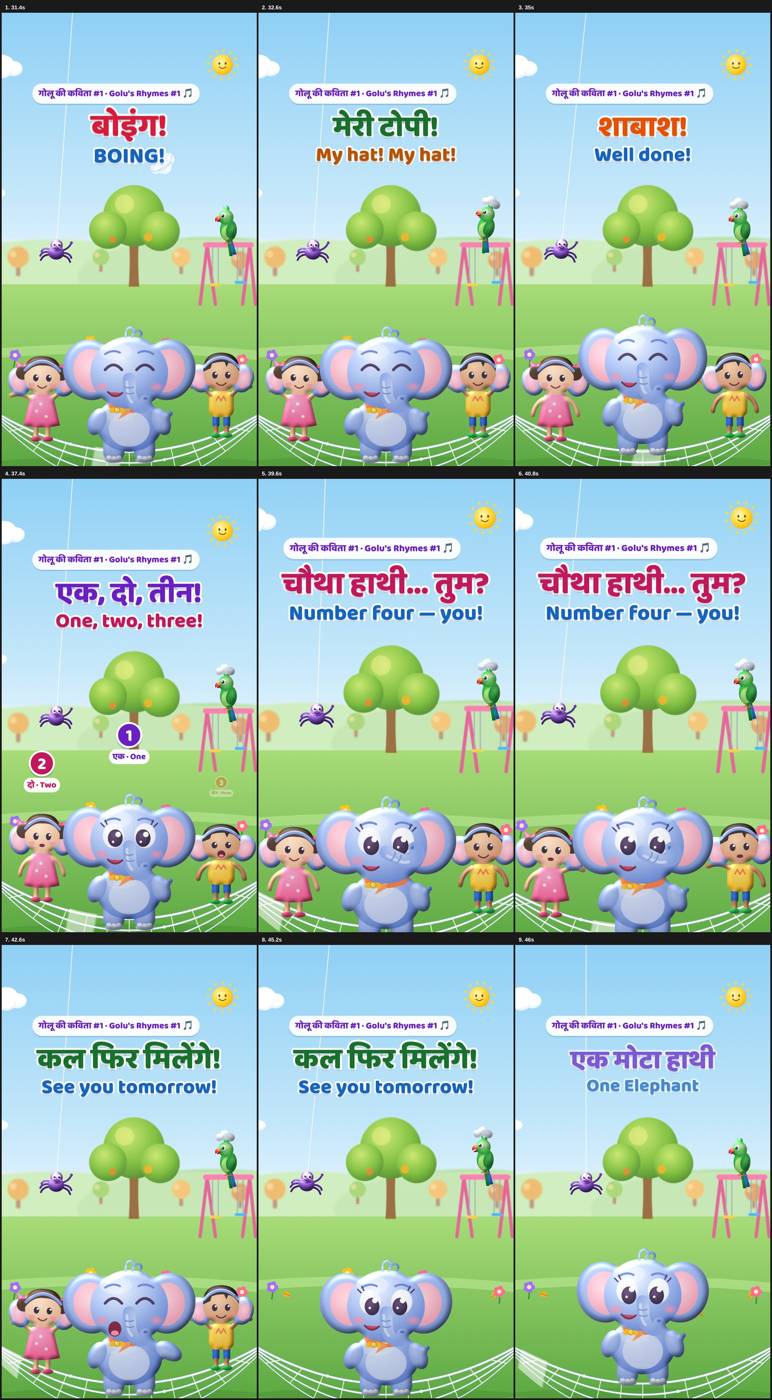 1. 31.4s
गोलू की कविता #1 · Golu's Rhymes #1 🎵
बोइंग!
BOING!
2. 32.6s
गोलू की कविता #1 · Golu's Rhymes #1 🎵
मेरी टोपी!
My hat! My hat!
3. 35s
गोलू की कविता #1 · Golu's Rhymes #1 🎵
शाबाश!
Well done!
4. 37.4s
गोलू की कविता #1 · Golu's Rhymes #1 🎵
एक, दो, तीन!
One, two, three!
1
एक · One
2
दो · Two
3
5. 39.6s
गोलू की कविता #1 · Golu's Rhymes #1 🎵
चौथा हाथी... तुम?
Number four — you!
6. 40.8s
गोलू की कविता #1 · Golu's Rhymes #1 🎵
चौथा हाथी... तुम?
Number four — you!
7. 42.6s
गोलू की कविता #1 · Golu's Rhymes #1 🎵
कल फिर मिलेंगे!
See you tomorrow!
8. 45.2s
गोलू की कविता #1 · Golu's Rhymes #1 🎵
कल फिर मिलेंगे!
See you tomorrow!
9. 46s
गोलू की कविता #1 · Golu's Rhymes #1 🎵
एक मोटा हाथी
One Elephant